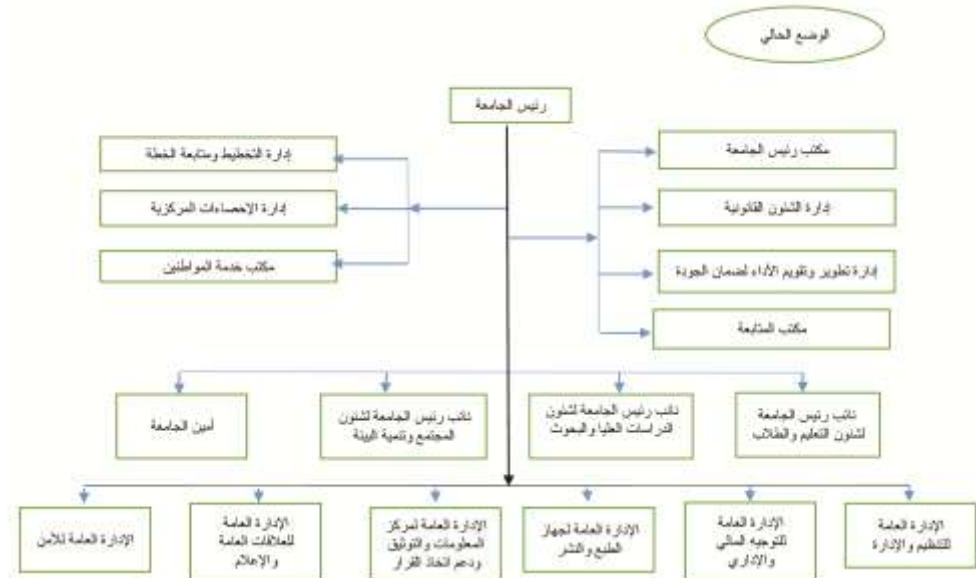 الوضع الحالي
رئيس الجامعة
مكتب رئيس الجامعة
إدارة التخطيط ومتابعة الخطة
إدارة الشئون القانونية
إدارة الإحصاءات المركزية
إدارة تطوير وتقويم الأداء لضمان الجودة
مكتب خدمة المواطنين
مكتب المتابعة
نائب رئيس الجامعة
لشئون التعليم والطلاب
نائب رئيس الجامعة لشئون
الدراسات العليا والبحوث
نائب رئيس الجامعة لشئون
المجتمع وتنمية البيئة
أمين الجامعة
الإدارة العامة
للتنظيم والإدارة
الإدارة العامة
للتوجيه المالي
والإداري
الإدارة العامة لجهاز
الطبع والنشر
الإدارة العامة لمركز
المعلومات والتوثيق
ودعم اتخاذ القرار
الإدارة العامة
للعلاقات العامة
والإعلام
الإدارة العامة للأمن